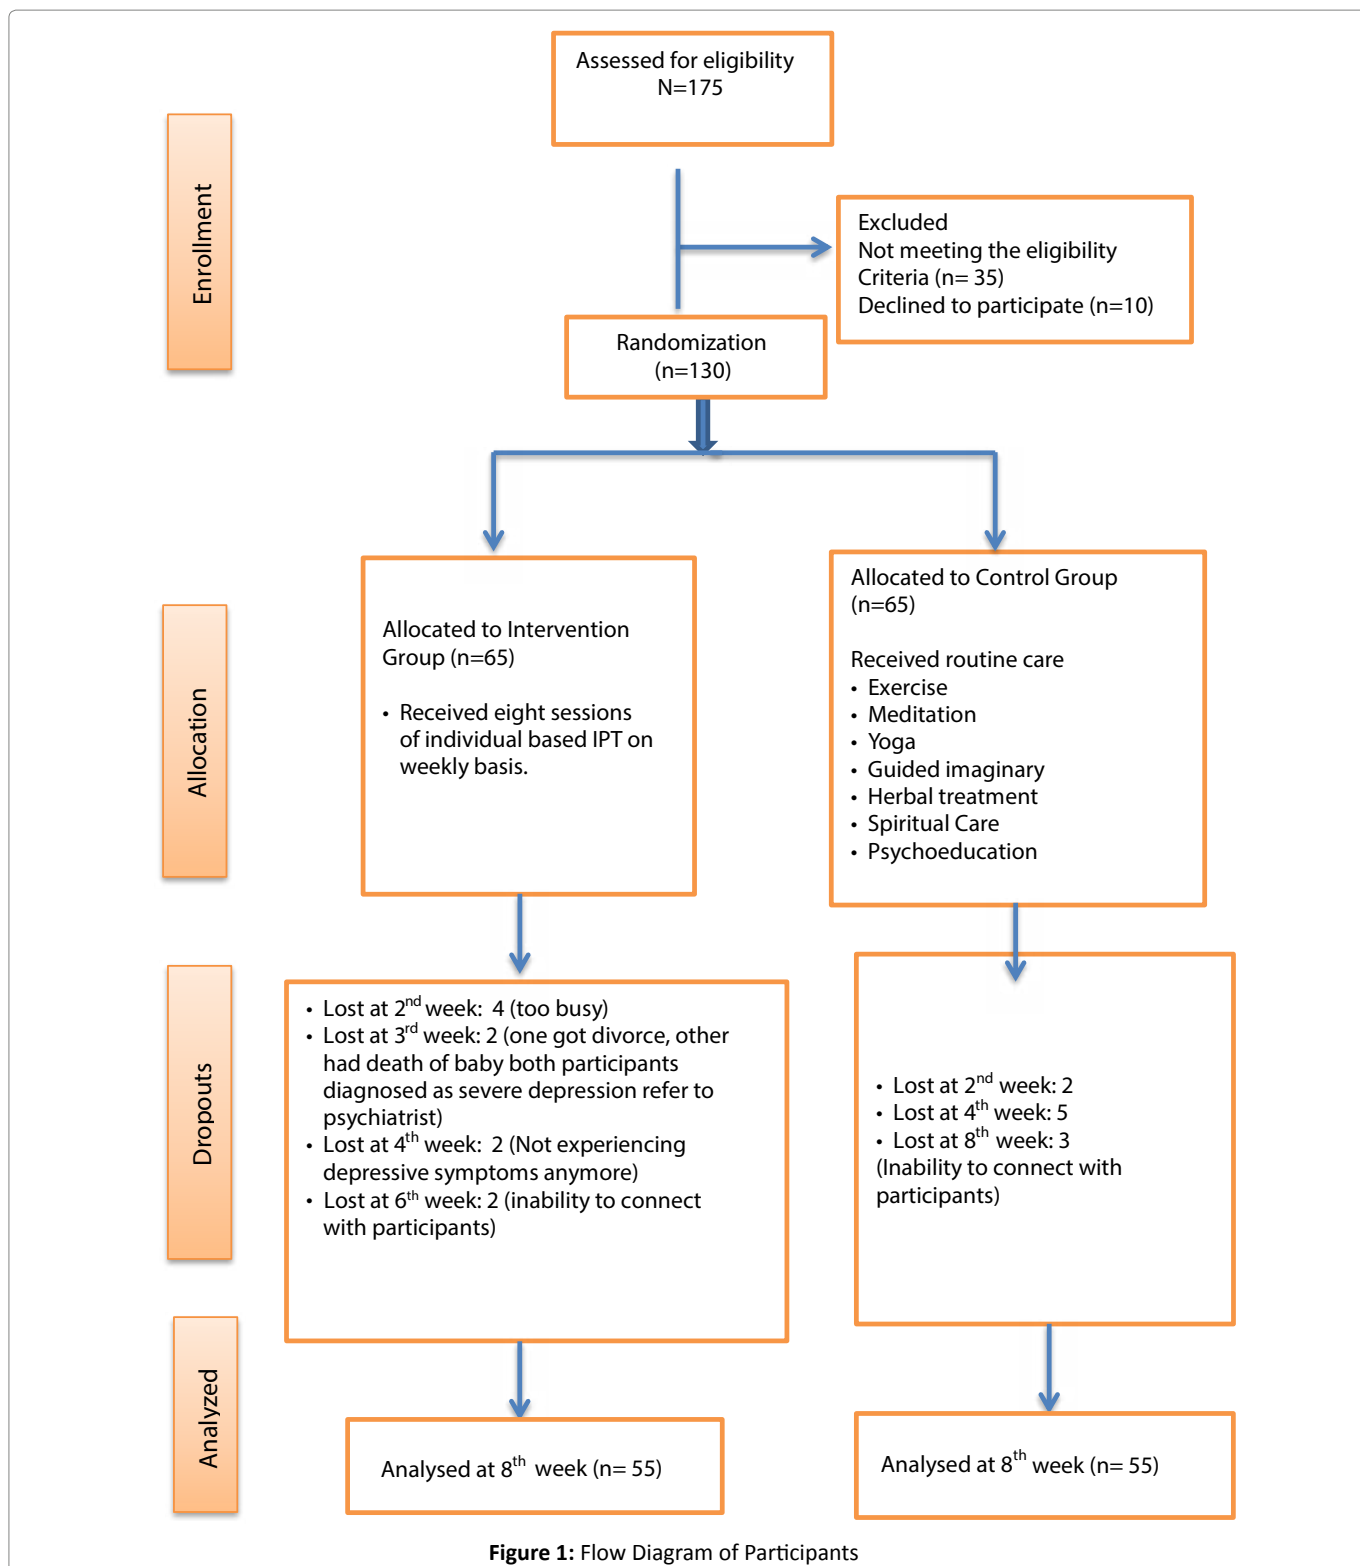 Assessed for eligibility
N=175
Enrollment
Excluded
Not meeting the eligibility
Criteria (n= 35)
Declined to participate (n=10)
Randomization
(n=130)
Allocation
Allocated to Intervention
Group (n=65)
• Received eight sessions
of individual based IPT on
weekly basis.
Allocated to Control Group
(n=65)
Received routine care
• Exercise
• Meditation
• Yoga
• Guided imaginary
• Herbal treatment
• Spiritual Care
• Psychoeducation
Dropouts
• Lost at 2nd week: 4 (too busy)
• Lost at 3rd week: 2 (one got divorce, other
had death of baby both participants
diagnosed as severe depression refer to
psychiatrist)
• Lost at 4th week: 2 (Not experiencing
depressive symptoms anymore)
• Lost at 6th week: 2 (inability to connect
with participants)
• Lost at 2nd week: 2
• Lost at 4th week: 5
• Lost at 8th week: 3
(Inability to connect with
participants)
Analyzed
Analysed at 8th week (n= 55)
Analysed at 8th week (n= 55)
Figure 1: Flow Diagram of Participants